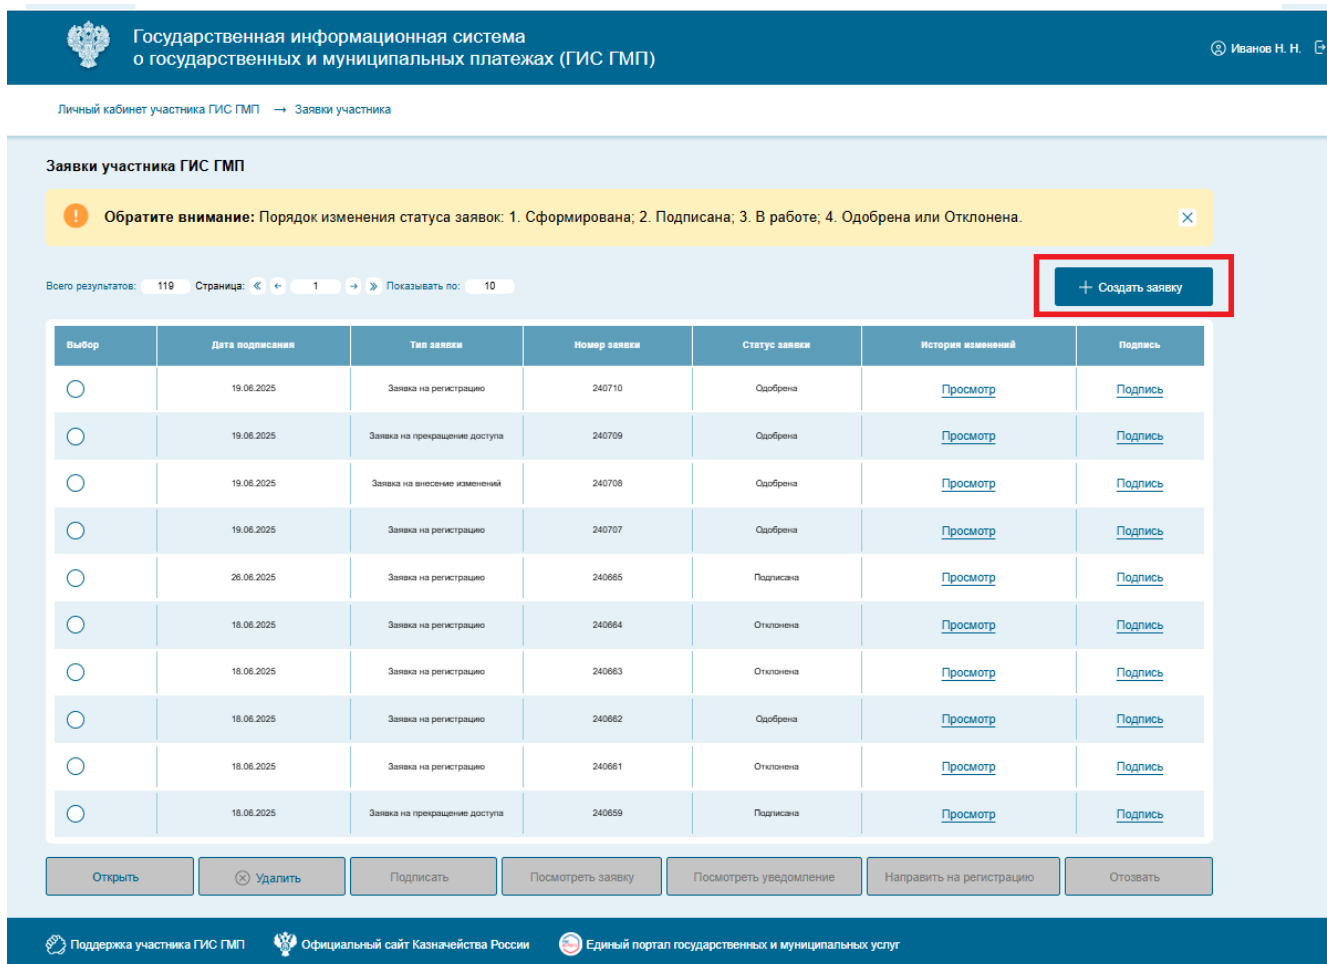 Государственная информационная система
о государственных и муниципальных платежах (ГИС ГМП)
Иванов Н. Н.
Личный кабинет участника ГИС ГМП → Заявки участника
Заявки участника ГИС ГМП
Обратите внимание: Порядок изменения статуса заявок: 1. Сформирована; 2. Подписана; 3. В работе; 4. Одобрена или Отклонена.
Всего результатов: 119 Страница: 1 Показывать по: 10
+ Создать заявку
Выбор Дата подписания Тип заявки Номер заявки Статус заявки История изменений Подпись
19.06.2025 Заявка на регистрацию 240710 Одобрена Просмотр Подпись
19.06.2025 Заявка на прекращение доступа 240709 Одобрена Просмотр Подпись
19.06.2025 Заявка на внесение изменений 240708 Одобрена Просмотр Подпись
19.06.2025 Заявка на регистрацию 240707 Одобрена Просмотр Подпись
26.06.2025 Заявка на регистрацию 240665 Подписана Просмотр Подпись
18.06.2025 Заявка на регистрацию 240664 Отклонена Просмотр Подпись
18.06.2025 Заявка на регистрацию 240663 Отклонена Просмотр Подпись
18.06.2025 Заявка на регистрацию 240662 Одобрена Просмотр Подпись
18.06.2025 Заявка на регистрацию 240661 Отклонена Просмотр Подпись
18.06.2025 Заявка на прекращение доступа 240659 Подписана Просмотр Подпись
Открыть Удалить Подписать Посмотреть заявку Посмотреть уведомление Направить на регистрацию Отозвать
Поддержка участника ГИС ГМП Официальный сайт Казначейства России Единый портал государственных и муниципальных услуг